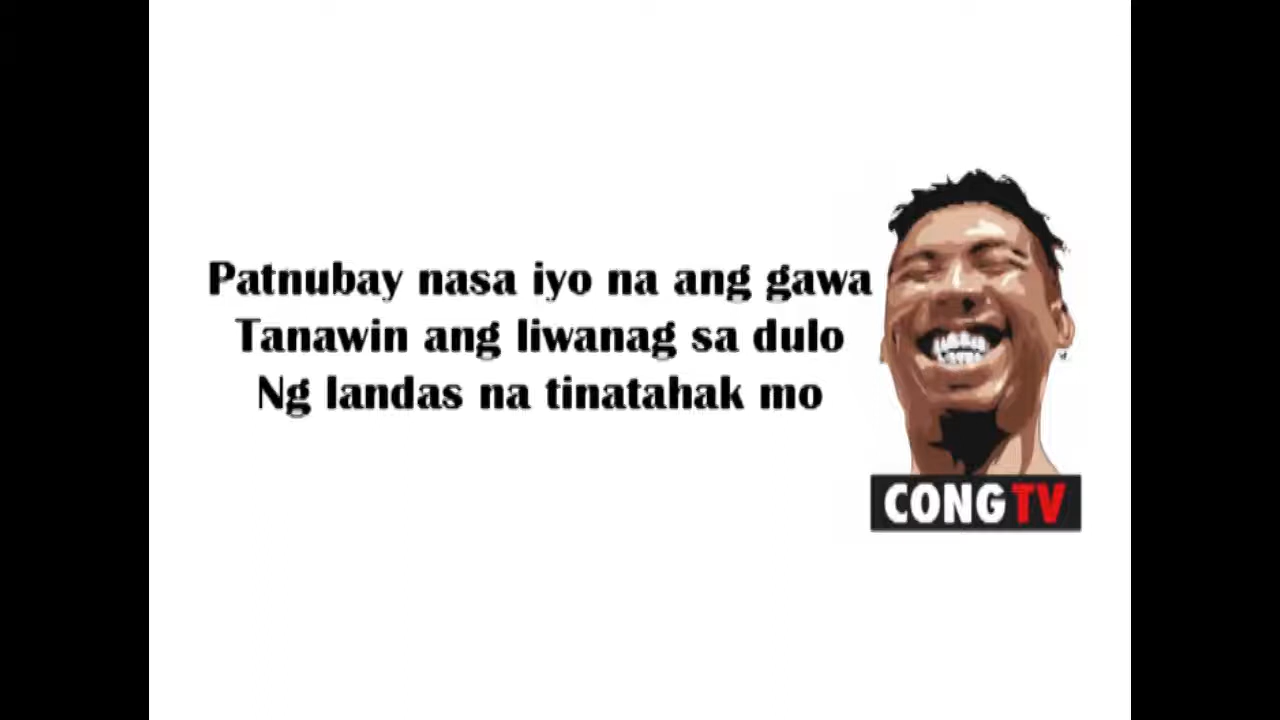 Patnubay nasa iyo na ang gawa
Tanawin ang liwanag sa dulo
Ng landas na tinatahak mo
CONG TV